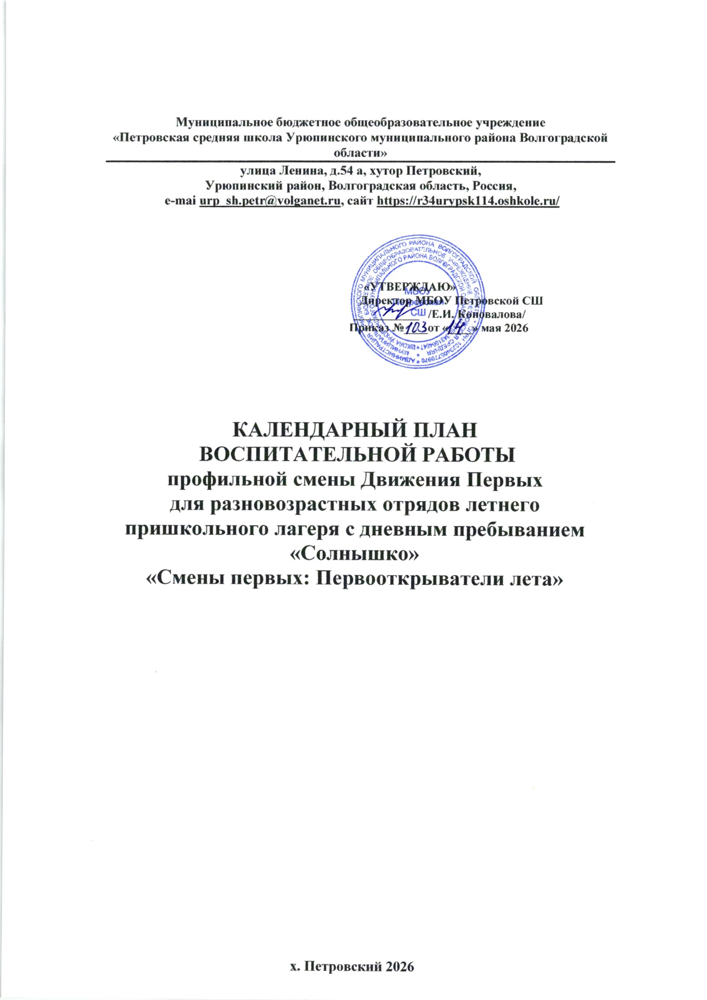 Муниципальное бюджетное общеобразовательное учреждение
«Петровская средняя школа Урюпинского муниципального района Волгоградской
области»
улица Ленина, д.54 а, хутор Петровский,
Урюпинский район, Волгоградская область, Россия,
e-mai urp_sh.petr@volganet.ru, сайт https://r34urypsk114.oshkole.ru/
«УТВЕРЖДАЮ»
Директор МБОУ Петровской СШ
/Е.И. Коновалова/
Приказ № 103 от «14» мая 2026
МБОУ
Петровская
СШ
КАЛЕНДАРНЫЙ ПЛАН
ВОСПИТАТЕЛЬНОЙ РАБОТЫ
профильной смены Движения Первых
для разновозрастных отрядов летнего
пришкольного лагеря с дневным пребыванием
«Солнышко»
«Смены первых: Первооткрыватели лета»
х. Петровский 2026